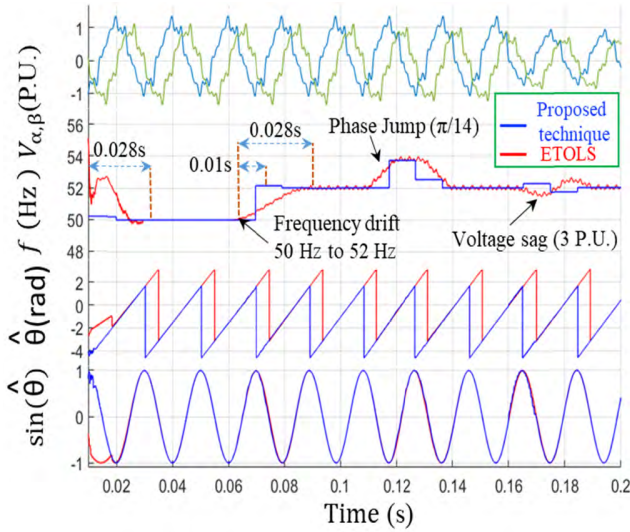 V_{α,β}(P.U.)
1
0
-1
f (Hz)
56
54
52
50
48
0.028s
0.01s
0.028s
Phase Jump (π/14)
Proposed
technique
ETOLS
Frequency drift
50 Hz to 52 Hz
Voltage sag (3 P.U.)
θ̂(rad)
2
0
-2
-4
sin(θ̂)
1
0
-1
0.02
0.04
0.06
0.08
0.1
0.12
0.14
0.16
0.18
0.2
Time (s)